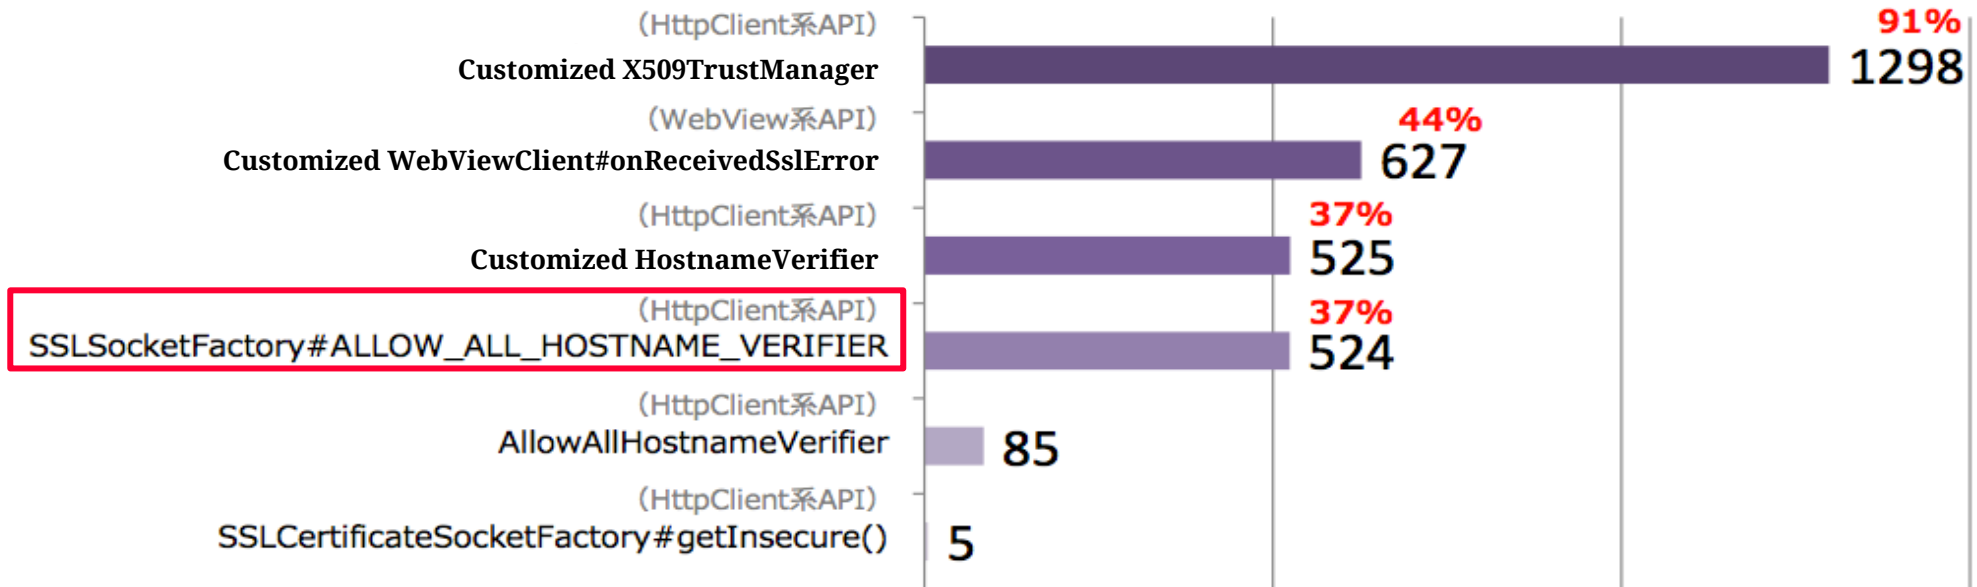 （HttpClient系API）
91%
Customized X509TrustManager
1298
（WebView系API）
44%
Customized WebViewClient#onReceivedSslError
627
（HttpClient系API）
37%
Customized HostnameVerifier
525
（HttpClient系API）
37%
SSLSocketFactory#ALLOW_ALL_HOSTNAME_VERIFIER
524
（HttpClient系API）
AllowAllHostnameVerifier
85
（HttpClient系API）
SSLCertificateSocketFactory#getInsecure()
5